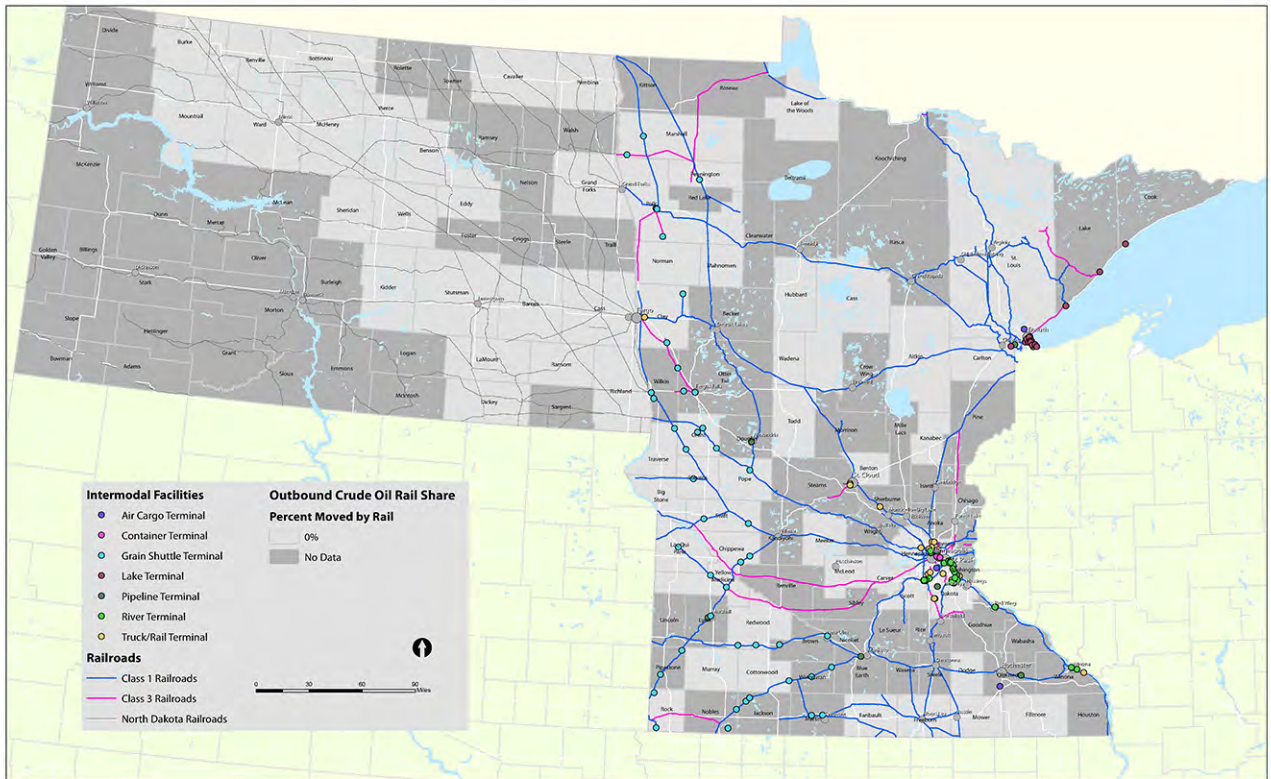 Divide
Burke
Renville
Bottineau
Rolette
Cavalier
Pembina
Kittson
Roseau
Lake of
the Woods
Williams
Mountrail
Ward
McHenry
Pierce
Ramsey
Walsh
Marshall
Koochiching
Benson
Beltrami
McKenzie
Nelson
Grand
Forks
Pennington
Red Lake
Cook
Lake
McLean
Sheridan
Wells
Eddy
Polk
Dunn
Mercer
Foster
Griggs
Steele
Traill
Clearwater
Itasca
St.
Louis
Golden
Valley
Billings
Oliver
Norman
Mahnomen
Burleigh
Kidder
Stutsman
Barnes
Cass
Hubbard
Cass
Stark
Morton
Clay
Becker
Slope
Hettinger
Grant
Logan
LaMoure
Ransom
Wadena
Aitkin
Carlton
Bowman
Adams
Sioux
Emmons
McIntosh
Dickey
Sargent
Richland
Wilkin
Otter
Tail
Crow
Wing
Pine
Todd
Morrison
Mille
Lacs
Kanabec
Traverse
Grant
Douglas
Benton
Big
Stone
Pope
Stearns
Sherburne
Chisago
Swift
Kandiyohi
Meeker
Wright
Anoka
Chippewa
McLeod
Carver
Yellow
Medicine
Renville
Sibley
Scott
Dakota
Lincoln
Lyon
Redwood
Nicollet
Brown
Le Sueur
Rice
Goodhue
Wabasha
Pipestone
Murray
Cottonwood
Blue
Earth
Waseca
Steele
Dodge
Winona
Rock
Nobles
Jackson
Faribault
Mower
Fillmore
Houston
Intermodal Facilities
Air Cargo Terminal
Container Terminal
Grain Shuttle Terminal
Lake Terminal
Pipeline Terminal
River Terminal
Truck/Rail Terminal
Railroads
Class 1 Railroads
Class 3 Railroads
North Dakota Railroads
Outbound Crude Oil Rail Share
Percent Moved by Rail
0%
No Data
0 30 60 90
Miles